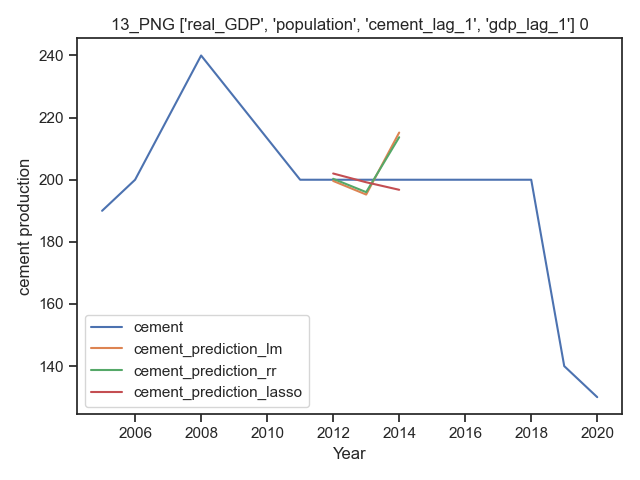 13_PNG ['real_GDP', 'population', 'cement_lag_1', 'gdp_lag_1'] 0
240
220
200
180
160
140
cement production
cement
cement_prediction_lm
cement_prediction_rr
cement_prediction_lasso
2006 2008 2010 2012 2014 2016 2018 2020
Year